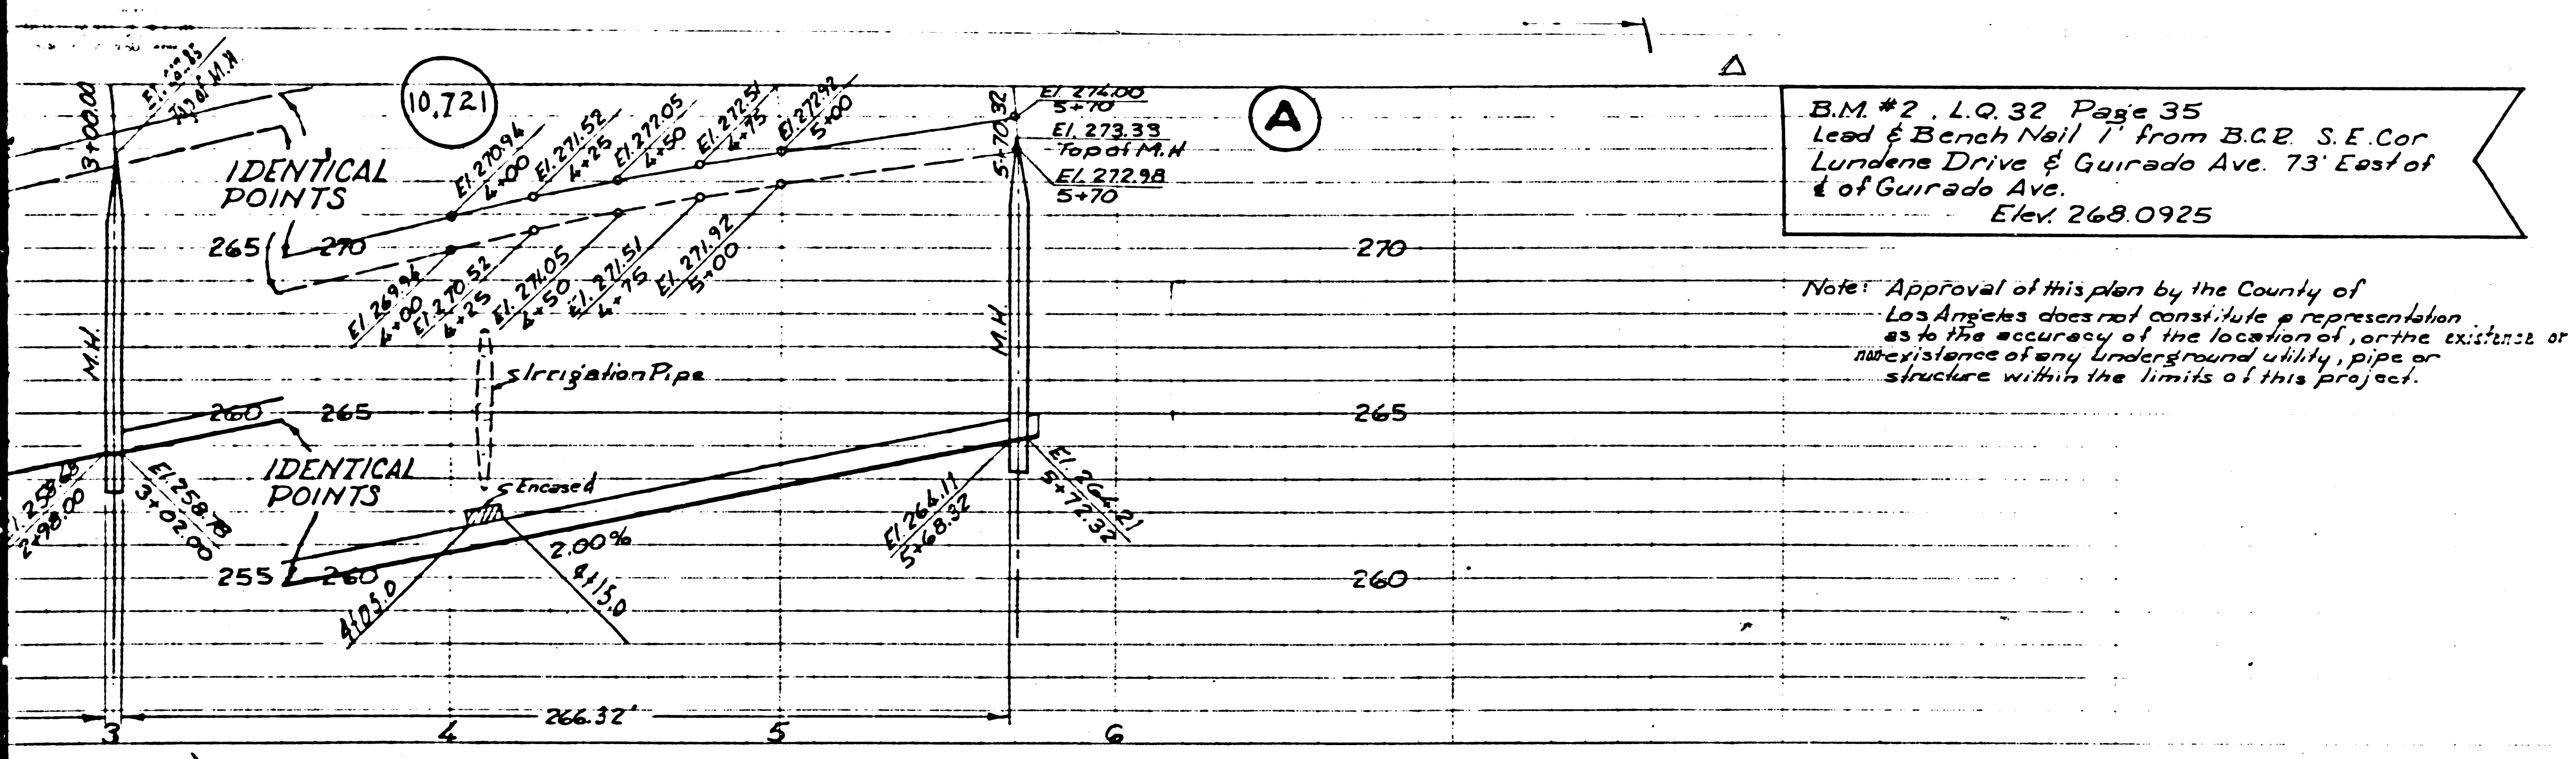 Top of M.H
3+00.00
10,721
El. 270.94
4+00
El. 271.52
4+25
El. 272.05
4+50
El. 272.51
4+75
El. 272.92
5+00
5+70.32
El. 274.00
5+70
El. 273.33
Top of M.H
El. 272.98
5+70
A
B.M. #2 . L.Q. 32 Page 35
Lead & Bench Nail 1' from B.C.R. S.E. Cor
Lundene Drive & Guirado Ave. 73' East of
℄ of Guirado Ave.
Elev. 268.0925
IDENTICAL
POINTS
265 270
270
El. 269.94
4+00
El. 270.52
4+25
El. 271.05
4+50
El. 271.51
4+75
El. 271.92
5+00
Note: Approval of this plan by the County of
Los Angeles does not constitute a representation
as to the accuracy of the location of, or the existence or
non-existance of any underground utility, pipe or
structure within the limits of this project.
M.H.
M.H.
Irrigation Pipe
260 265
265
IDENTICAL
POINTS
Encased
2+98.00
El. 258.78
3+02.00
El. 264.11
5+68.32
El. 264.21
5+72.32
2.00%
255 260
260
4+05.0
4+15.0
266.32'
3 4 5 6